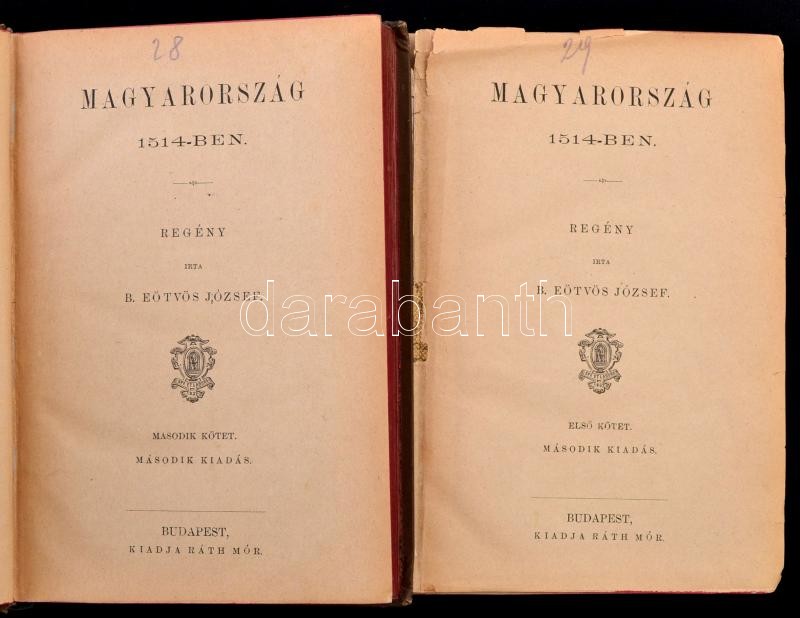 28
MAGYARORSZÁG
1514-BEN.
REGÉNY
IRTA
B. EÖTVÖS JÓZSEF.
MASODIK KÖTET.
MÁSODIK KIADÁS.
BUDAPEST,
KIADJA RÁTH MÓR.
29
MAGYARORSZÁG
1514-BEN.
REGÉNY
IRTA
B. EÖTVÖS JÓZSEF.
ELSŐ KÖTET.
MÁSODIK KIADÁS.
BUDAPEST,
KIADJA RÁTH MÓR.
darabanth